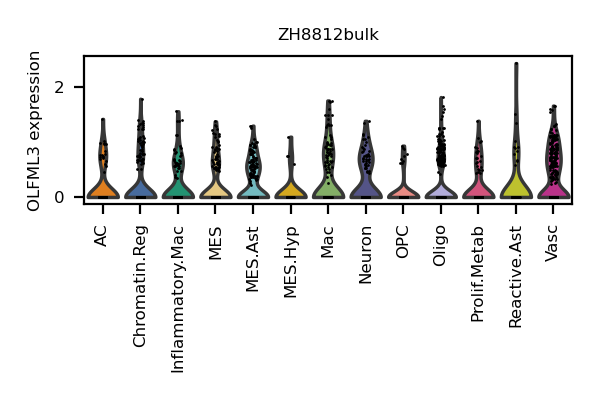 ZH8812bulk
OLFML3 expression
2
0
AC
Chromatin.Reg
Inflammatory.Mac
MES
MES.Ast
MES.Hyp
Mac
Neuron
OPC
Oligo
Prolif.Metab
Reactive.Ast
Vasc